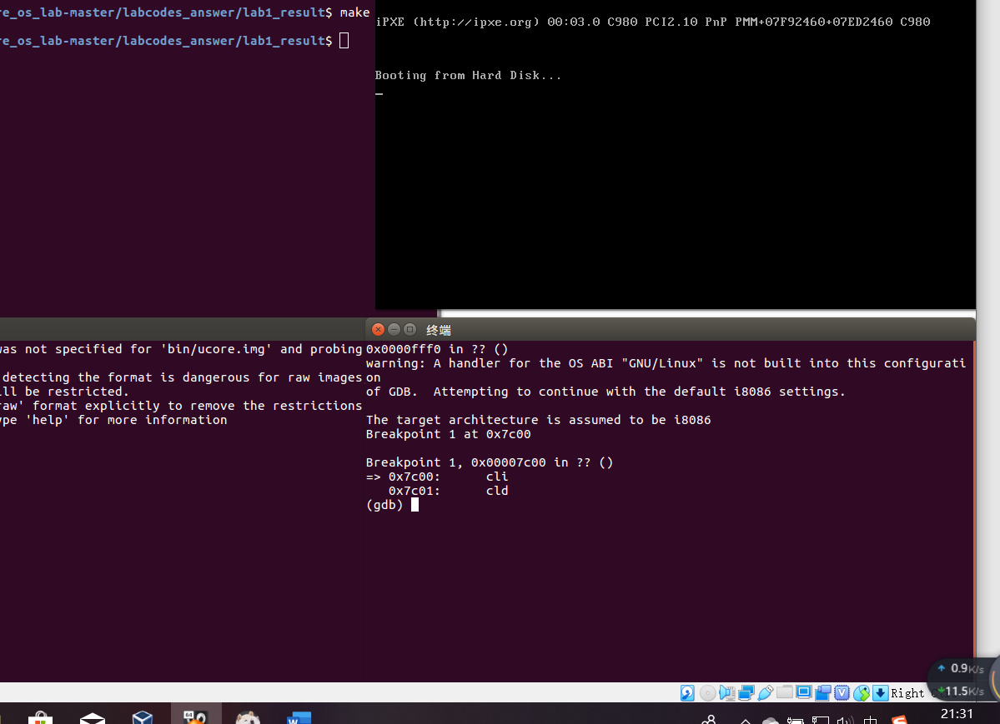 re_os_lab-master/labcodes_answer/lab1_result$ make
re_os_lab-master/labcodes_answer/lab1_result$
iPXE (http://ipxe.org) 00:03.0 C980 PCI2.10 PnP PMM+07F92460+07ED2460 C980
Booting from Hard Disk...
was not specified for 'bin/ucore.img' and probing
detecting the format is dangerous for raw images
ll be restricted.
raw' format explicitly to remove the restrictions
ype 'help' for more information
终端
0x0000fff0 in ?? ()
warning: A handler for the OS ABI "GNU/Linux" is not built into this configurati
on
of GDB.  Attempting to continue with the default i8086 settings.
The target architecture is assumed to be i8086
Breakpoint 1 at 0x7c00
Breakpoint 1, 0x00007c00 in ?? ()
=> 0x7c00:      cli
   0x7c01:      cld
(gdb)
0.9K/s
11.5K/s
Right
64
W
中
21:31